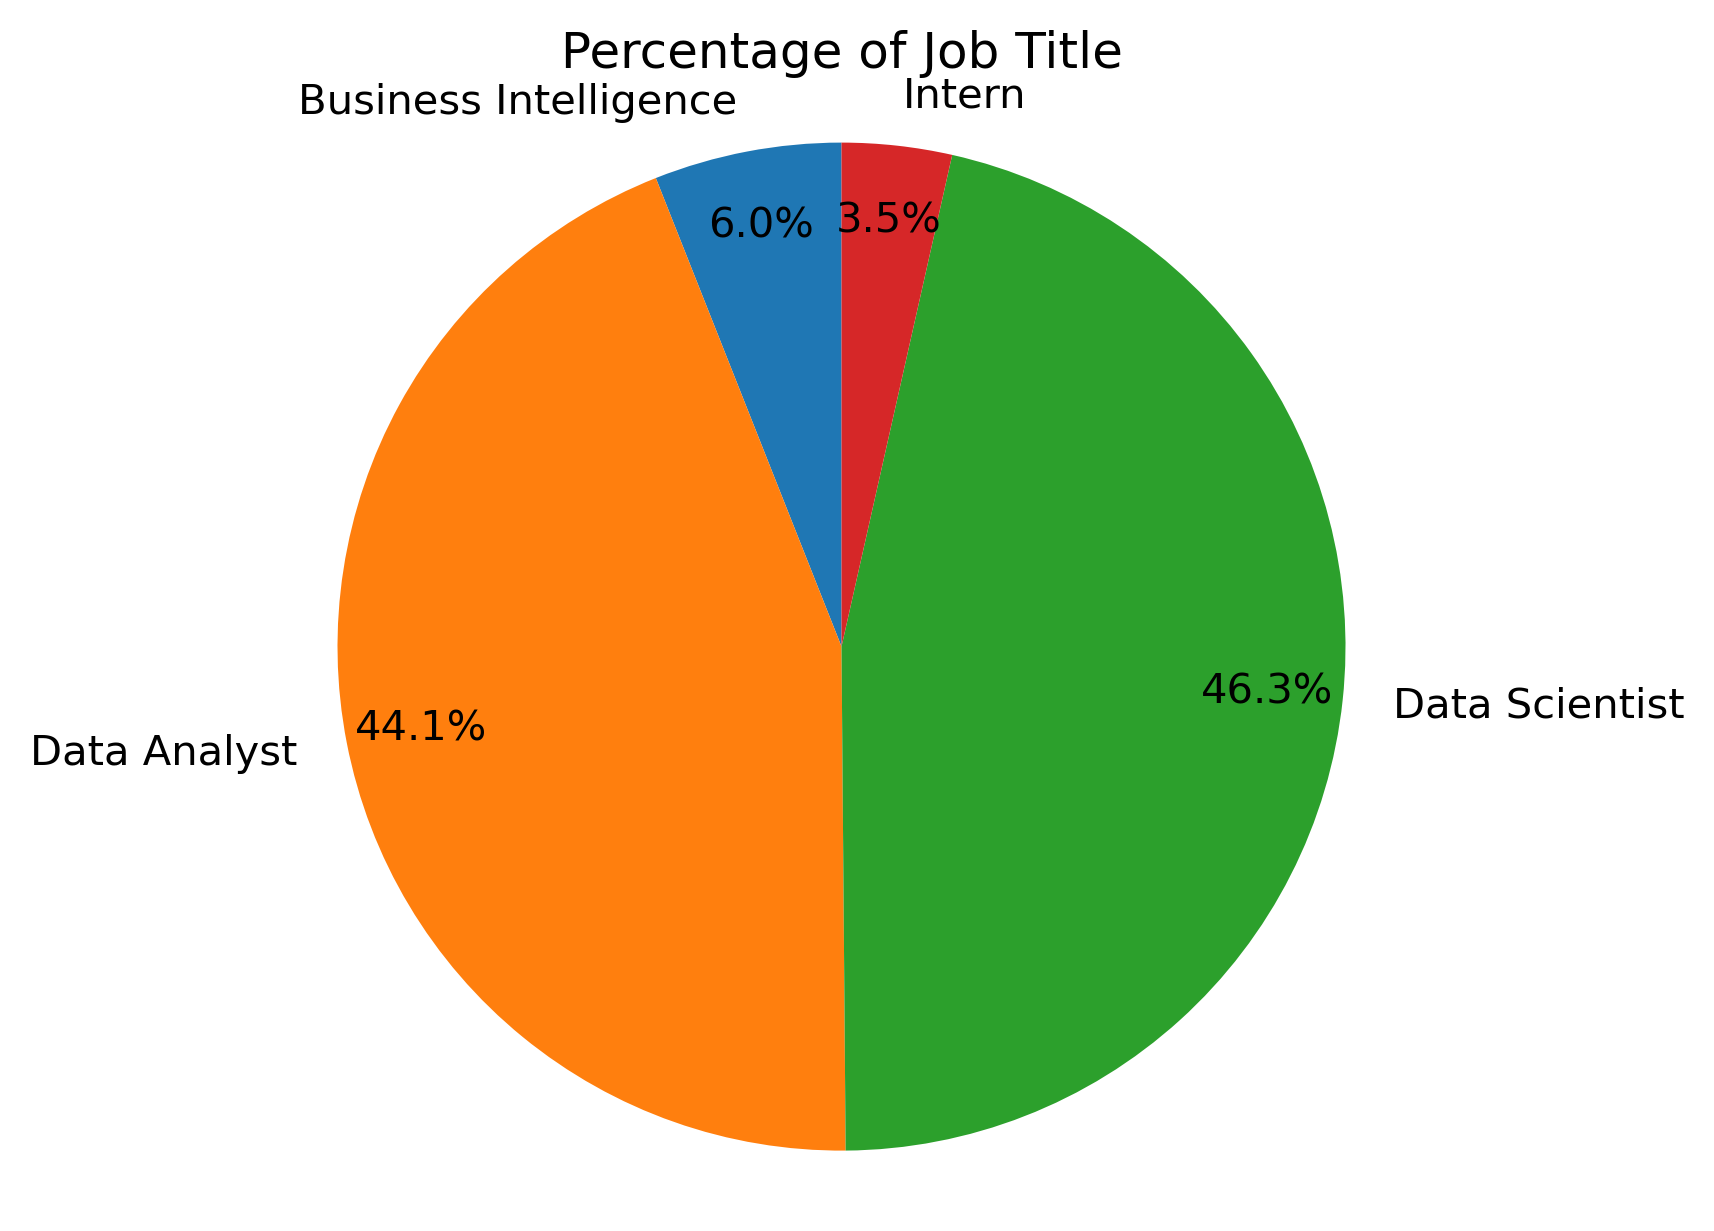 Percentage of Job Title
Business Intelligence
Intern
6.0%
3.5%
46.3%
Data Scientist
44.1%
Data Analyst